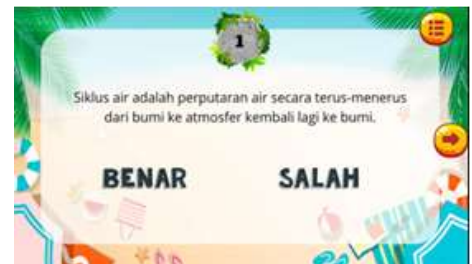 1
Siklus air adalah perputaran air secara terus-menerus
dari bumi ke atmosfer kembali lagi ke bumi.
BENAR SALAH